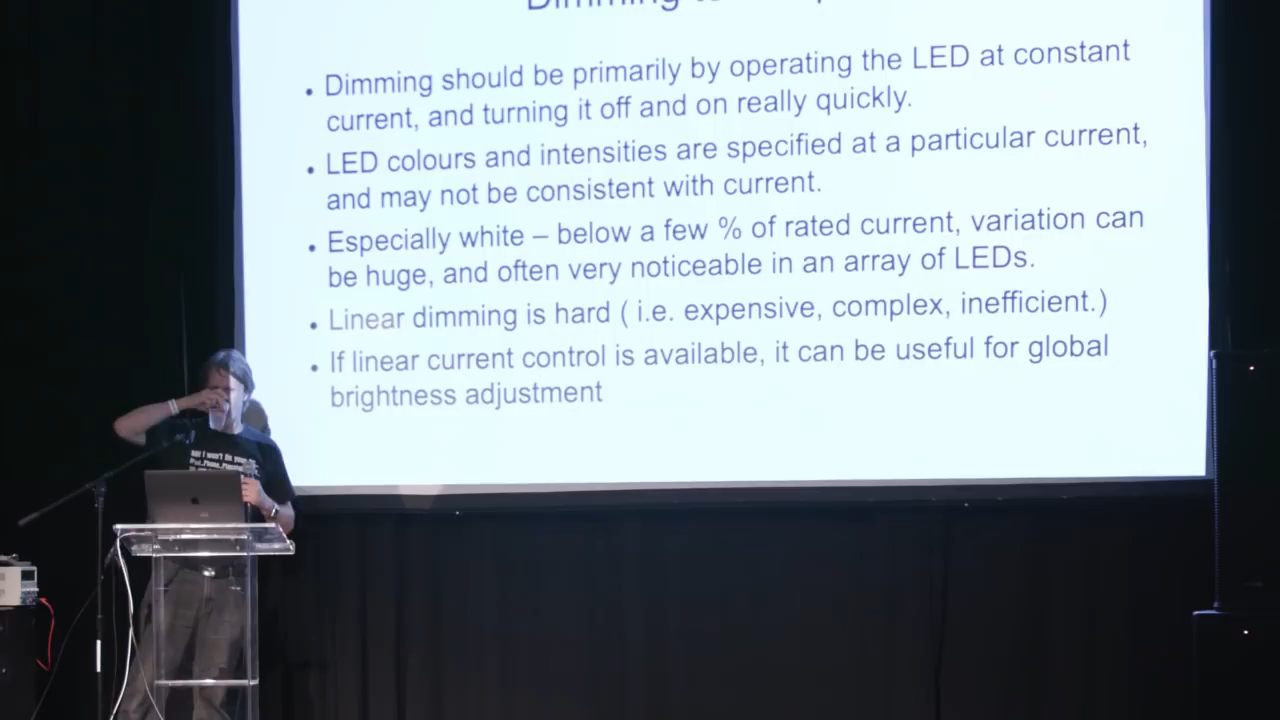 Dimming
• Dimming should be primarily by operating the LED at constant
current, and turning it off and on really quickly.
• LED colours and intensities are specified at a particular current,
and may not be consistent with current.
• Especially white – below a few % of rated current, variation can
be huge, and often very noticeable in an array of LEDs.
• Linear dimming is hard ( i.e. expensive, complex, inefficient.)
• If linear current control is available, it can be useful for global
brightness adjustment